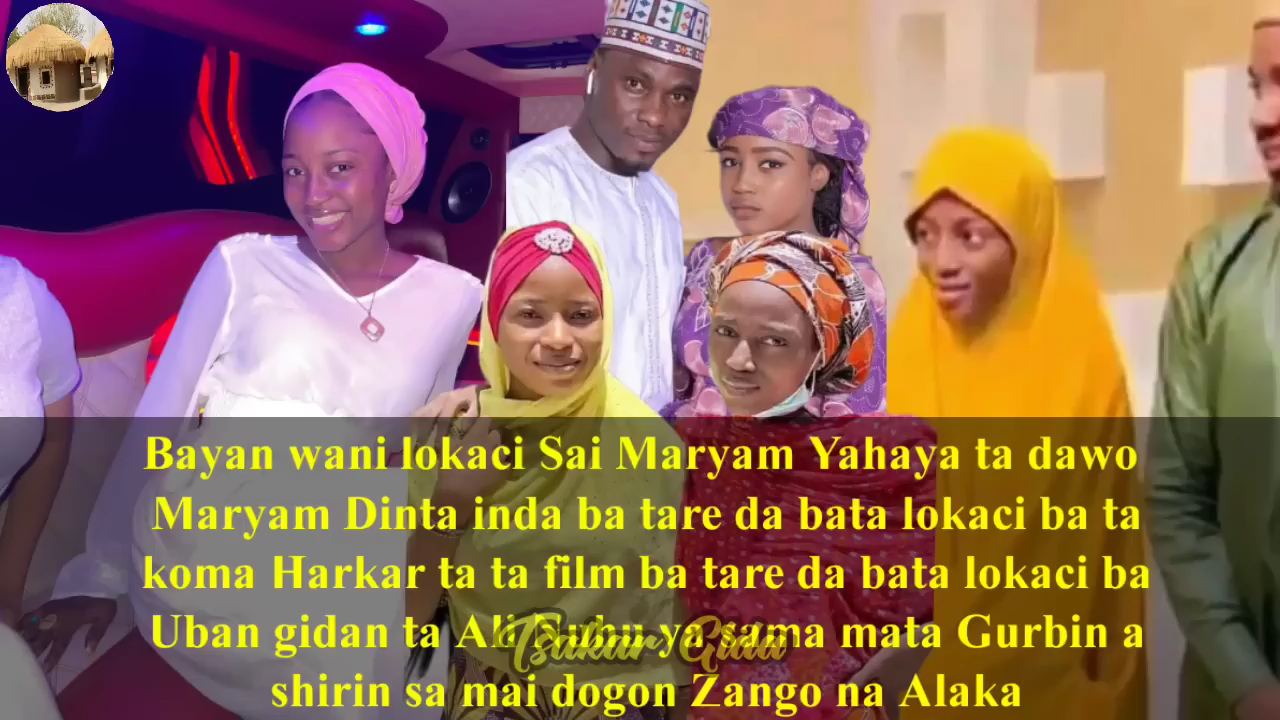 Bayan wani lokaci Sai Maryam Yahaya ta dawo
Maryam Dinta inda ba tare da bata lokaci ba ta
koma Harkar ta ta film ba tare da bata lokaci ba
Uban gidan ta Ali Nuhu ya sama mata Gurbin a
shirin sa mai dogon Zango na Alaka
Tsakar Gida